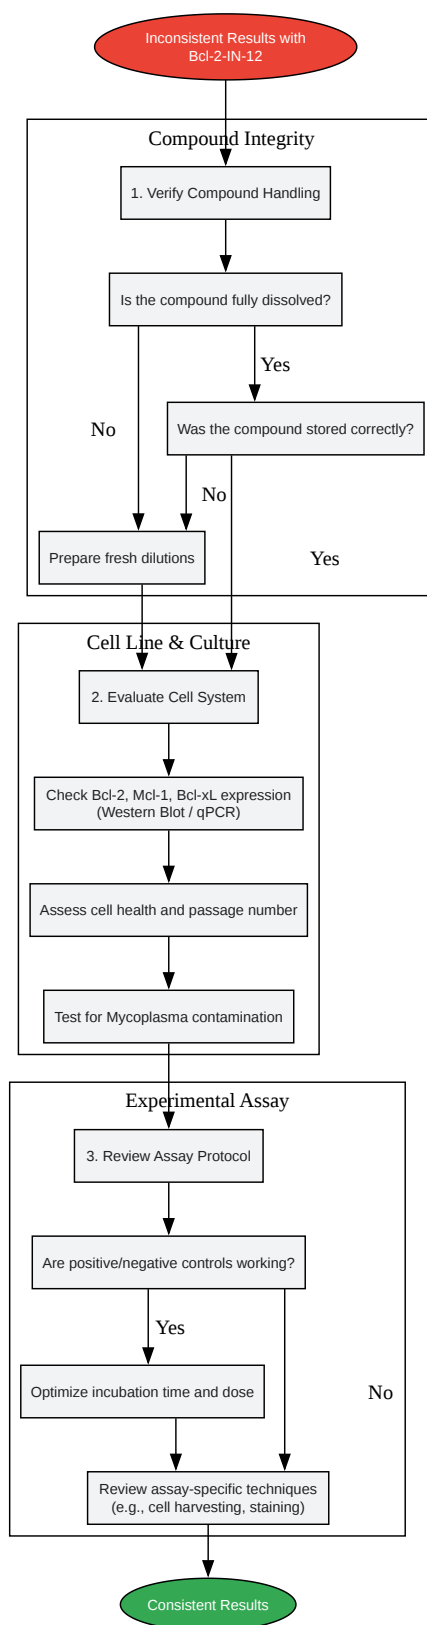 Inconsistent Results with
Bcl-2-IN-12
Compound Integrity
1. Verify Compound Handling
Is the compound fully dissolved?
Yes
No
Was the compound stored correctly?
No
Prepare fresh dilutions
Yes
Cell Line & Culture
2. Evaluate Cell System
Check Bcl-2, Mcl-1, Bcl-xL expression
(Western Blot / qPCR)
Assess cell health and passage number
Test for Mycoplasma contamination
Experimental Assay
3. Review Assay Protocol
Are positive/negative controls working?
Yes
Optimize incubation time and dose
No
Review assay-specific techniques
(e.g., cell harvesting, staining)
Consistent Results